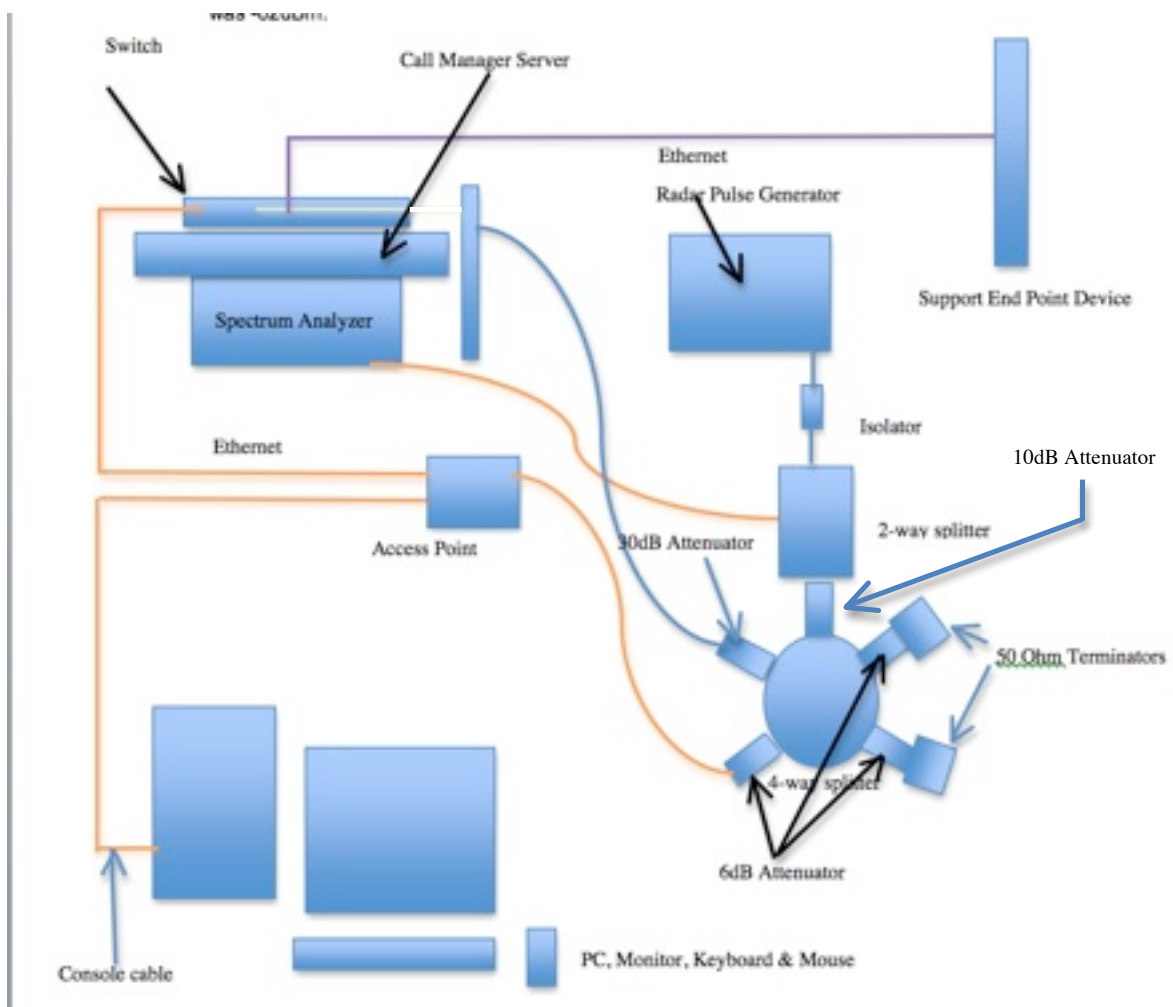 Switch
Call Manager Server
Ethernet
Radar Pulse Generator
Support End Point Device
Spectrum Analyzer
Isolator
Ethernet
10dB Attenuator
2-way splitter
30dB Attenuator
Access Point
50 Ohm Terminators
4-way splitter
6dB Attenuator
PC, Monitor, Keyboard & Mouse
Console cable